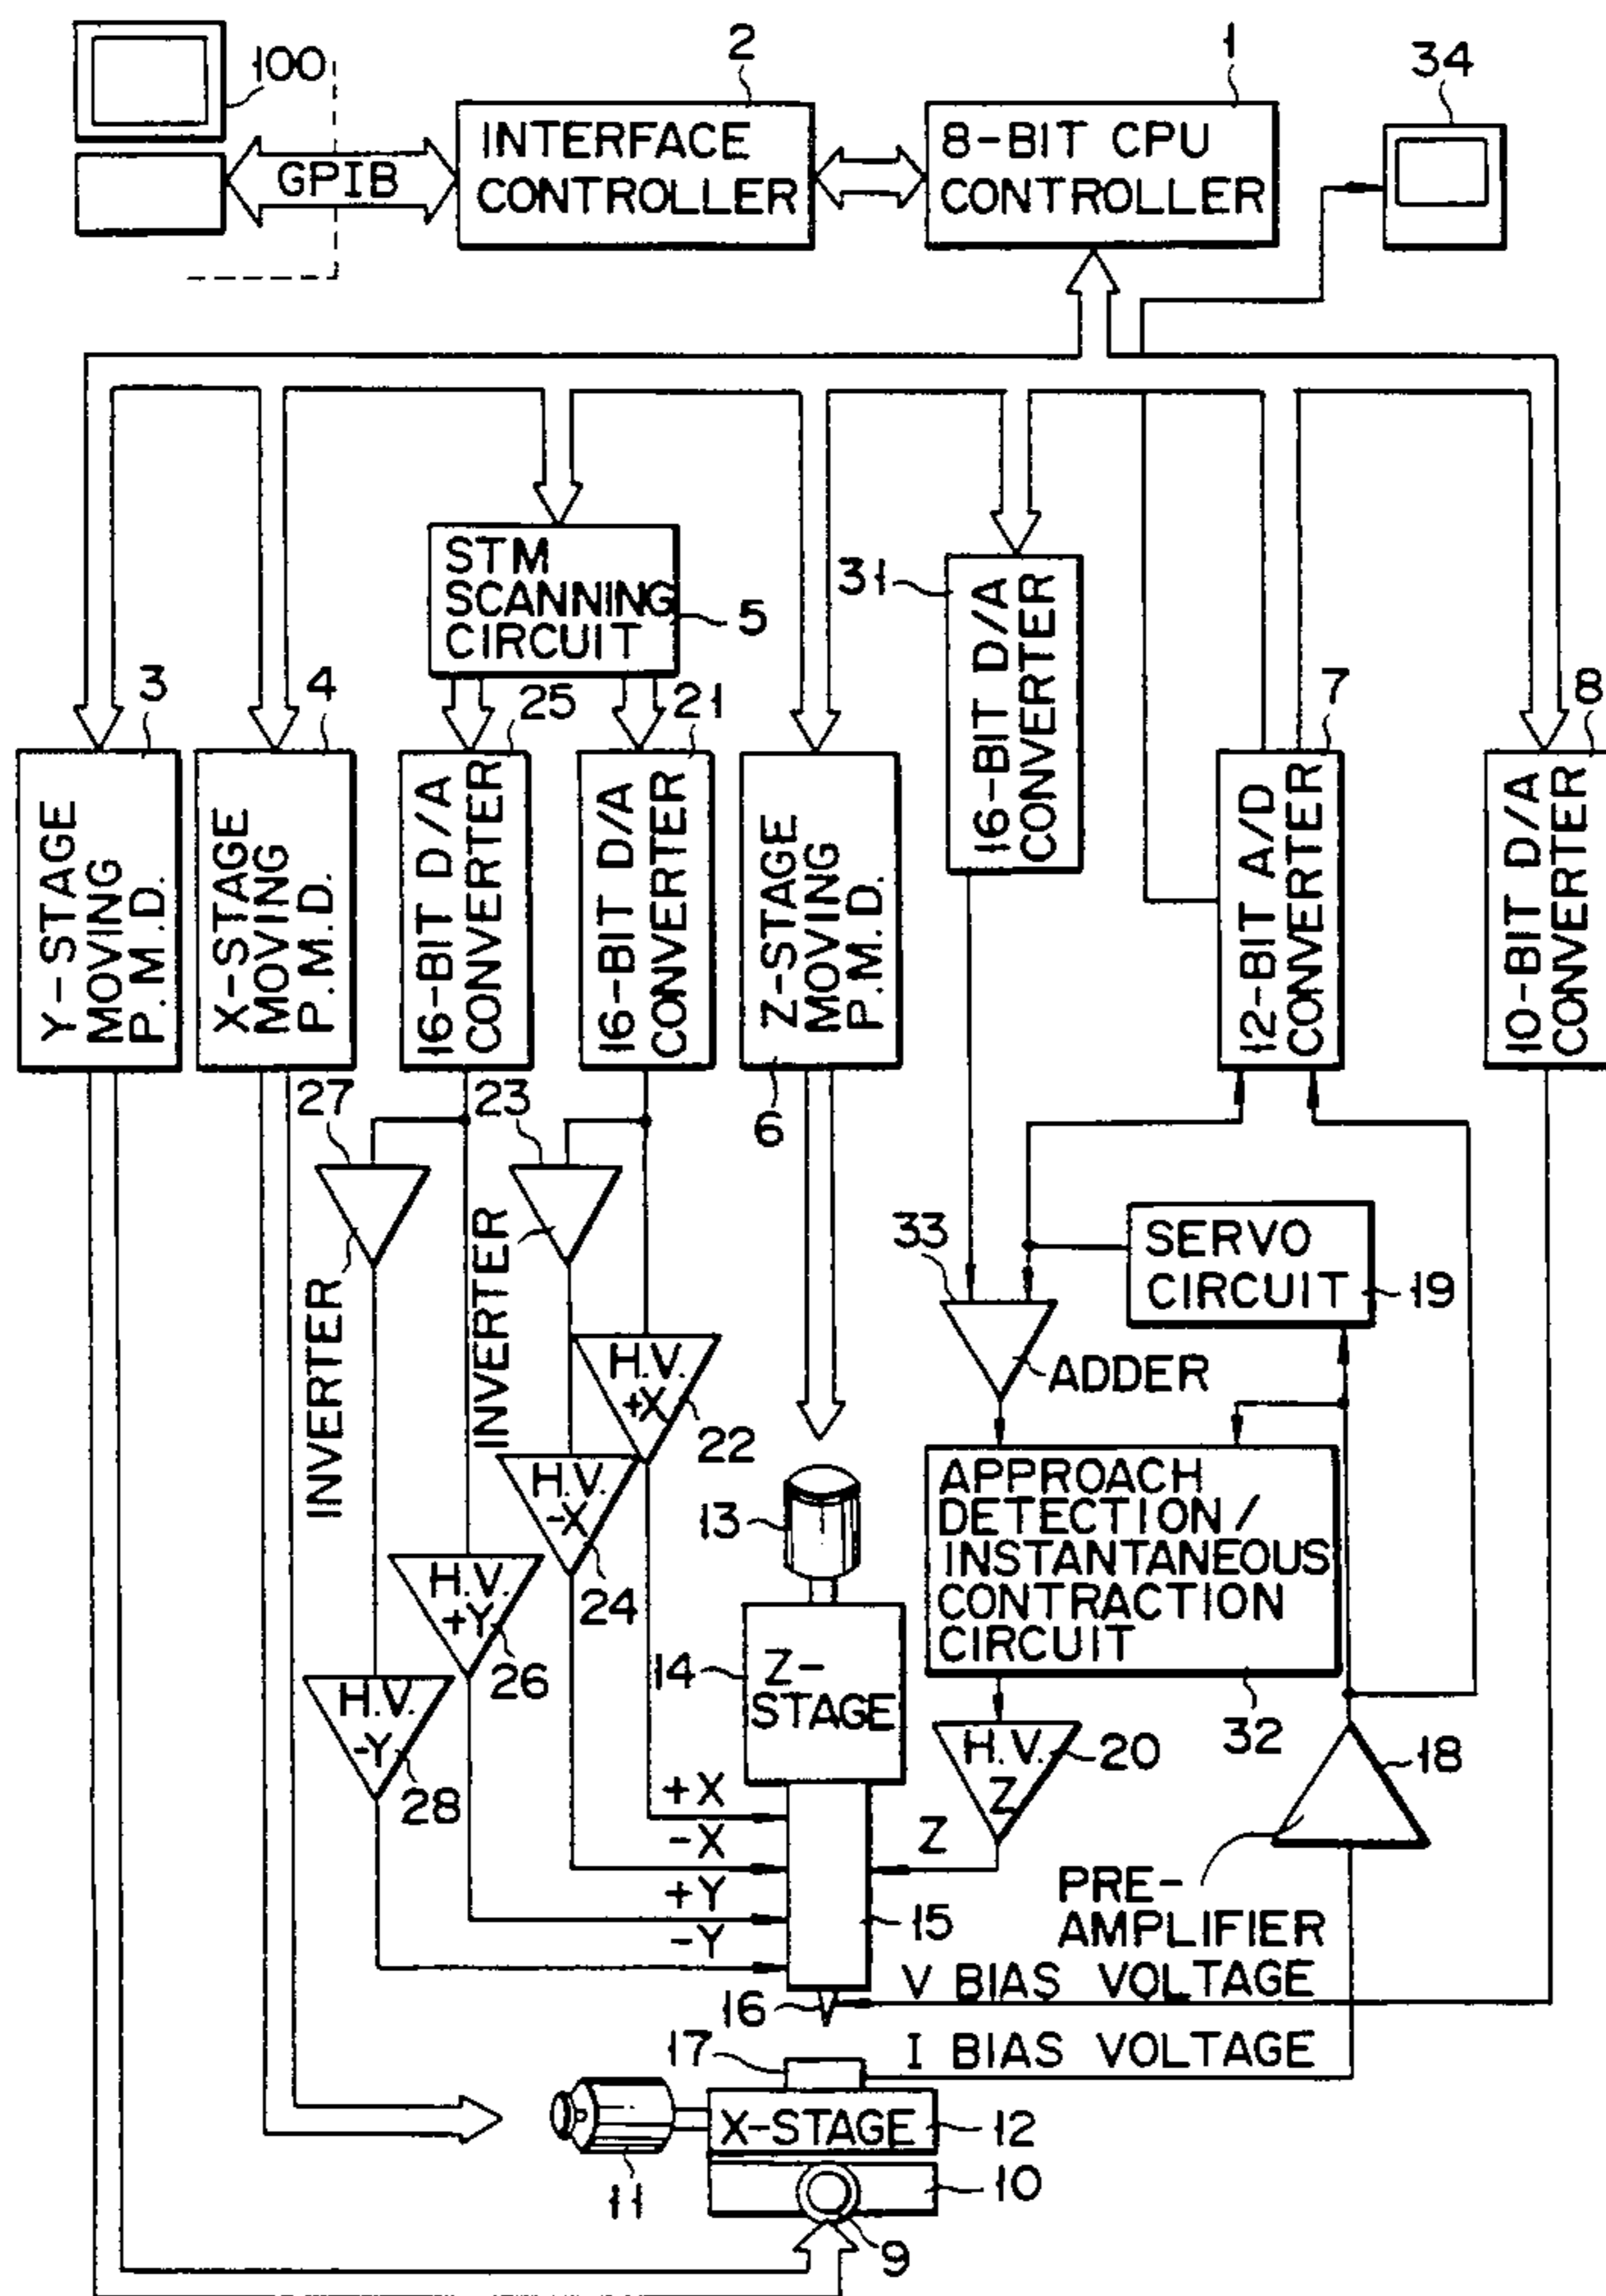 100
2
1
34
INTERFACE
CONTROLLER
8-BIT CPU
CONTROLLER
GPIB
STM
SCANNING
CIRCUIT
5
31
16-BIT D/A
CONVERTER
3
4
25
21
7
8
Y-STAGE
MOVING
P.M.D.
X-STAGE
MOVING
P.M.D.
16-BIT D/A
CONVERTER
16-BIT D/A
CONVERTER
Z-STAGE
MOVING
P.M.D.
12-BIT A/D
CONVERTER
10-BIT D/A
CONVERTER
27
23
6
INVERTER
INVERTER
33
SERVO
CIRCUIT
19
ADDER
H.V.
+X
22
H.V.
-X
24
13
APPROACH
DETECTION/
INSTANTANEOUS
CONTRACTION
CIRCUIT
32
H.V.
+Y
26
14
Z-
STAGE
H.V.
-Y
28
H.V.
Z
20
18
+X
-X
+Y
-Y
Z
15
PRE-
AMPLIFIER
16
V BIAS VOLTAGE
17
I BIAS VOLTAGE
X-STAGE
12
11
10
9